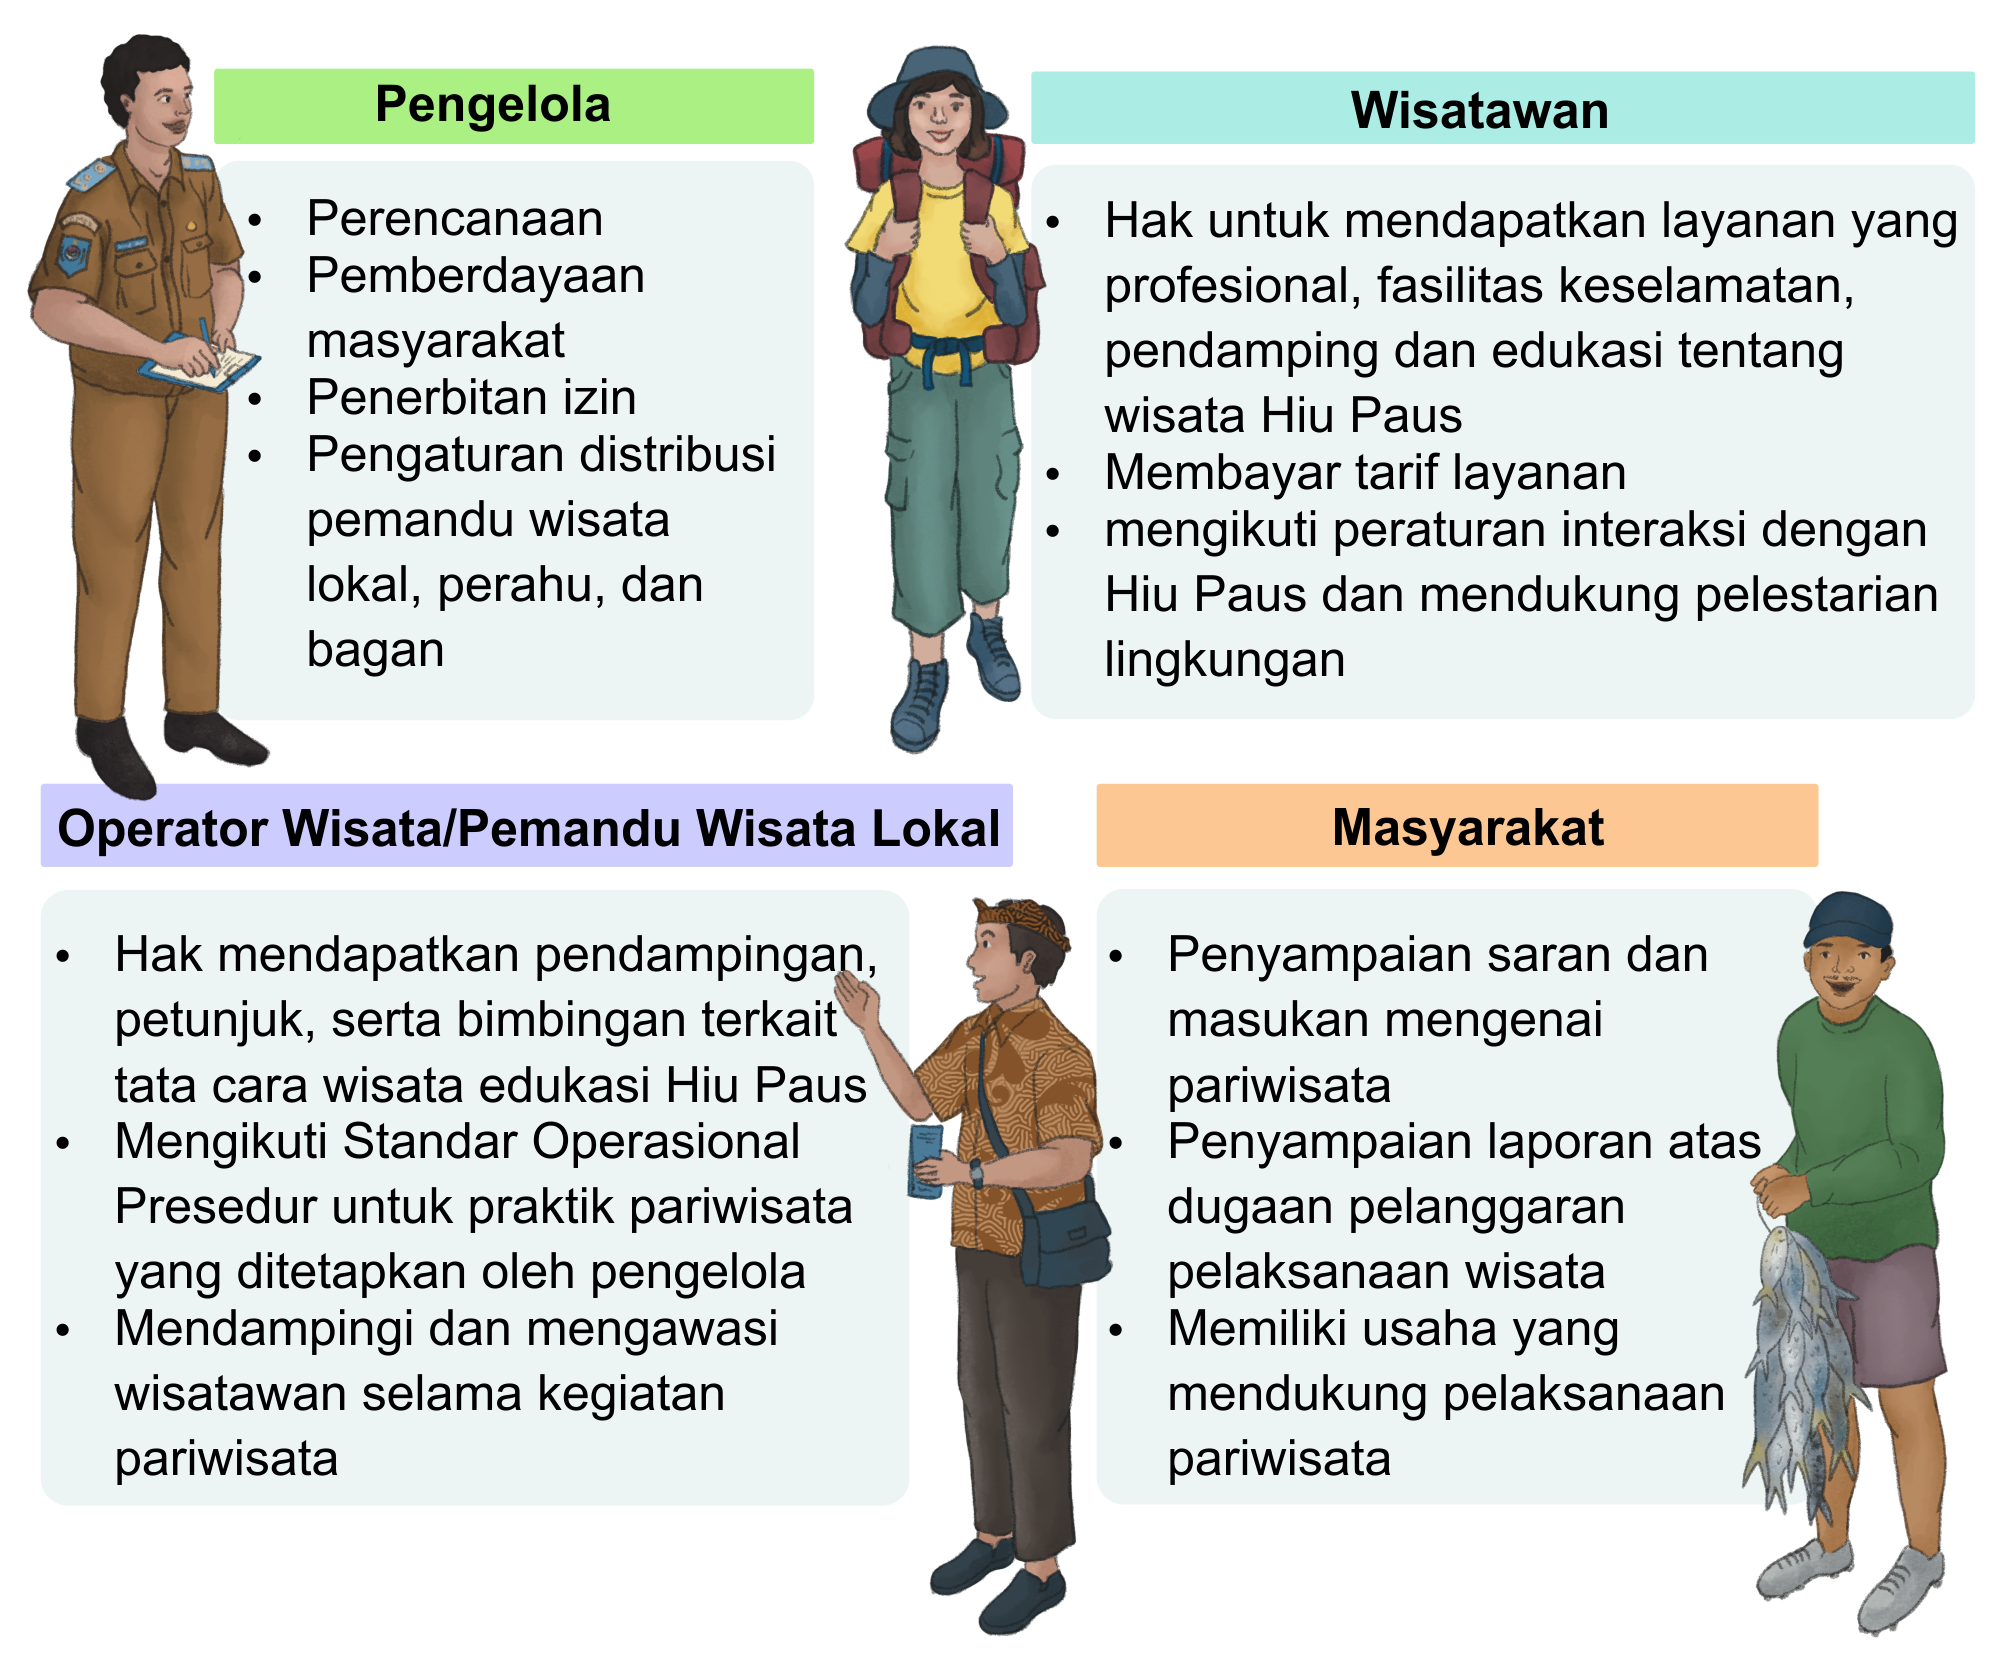 Pengelola
• Perencanaan
• Pemberdayaan
masyarakat
• Penerbitan izin
• Pengaturan distribusi
pemandu wisata
lokal, perahu, dan
bagan
Wisatawan
• Hak untuk mendapatkan layanan yang
profesional, fasilitas keselamatan,
pendamping dan edukasi tentang
wisata Hiu Paus
• Membayar tarif layanan
• mengikuti peraturan interaksi dengan
Hiu Paus dan mendukung pelestarian
lingkungan
Operator Wisata/Pemandu Wisata Lokal
• Hak mendapatkan pendampingan,
petunjuk, serta bimbingan terkait
tata cara wisata edukasi Hiu Paus
• Mengikuti Standar Operasional
Presedur untuk praktik pariwisata
yang ditetapkan oleh pengelola
• Mendampingi dan mengawasi
wisatawan selama kegiatan
pariwisata
Masyarakat
• Penyampaian saran dan
masukan mengenai
pariwisata
• Penyampaian laporan atas
dugaan pelanggaran
pelaksanaan wisata
• Memiliki usaha yang
mendukung pelaksanaan
pariwisata